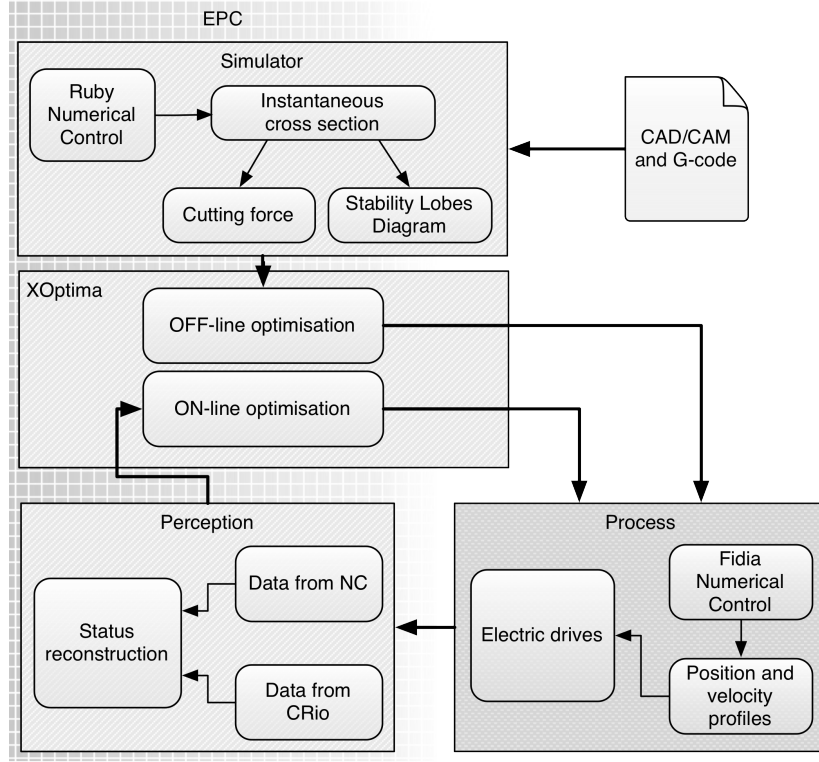 EPC
Simulator
Ruby
Numerical
Control
Instantaneous
cross section
Cutting force
Stability Lobes
Diagram
CAD/CAM
and G-code
XOptima
OFF-line optimisation
ON-line optimisation
Perception
Status
reconstruction
Data from NC
Data from
CRio
Process
Electric drives
Fidia
Numerical
Control
Position and
velocity
profiles